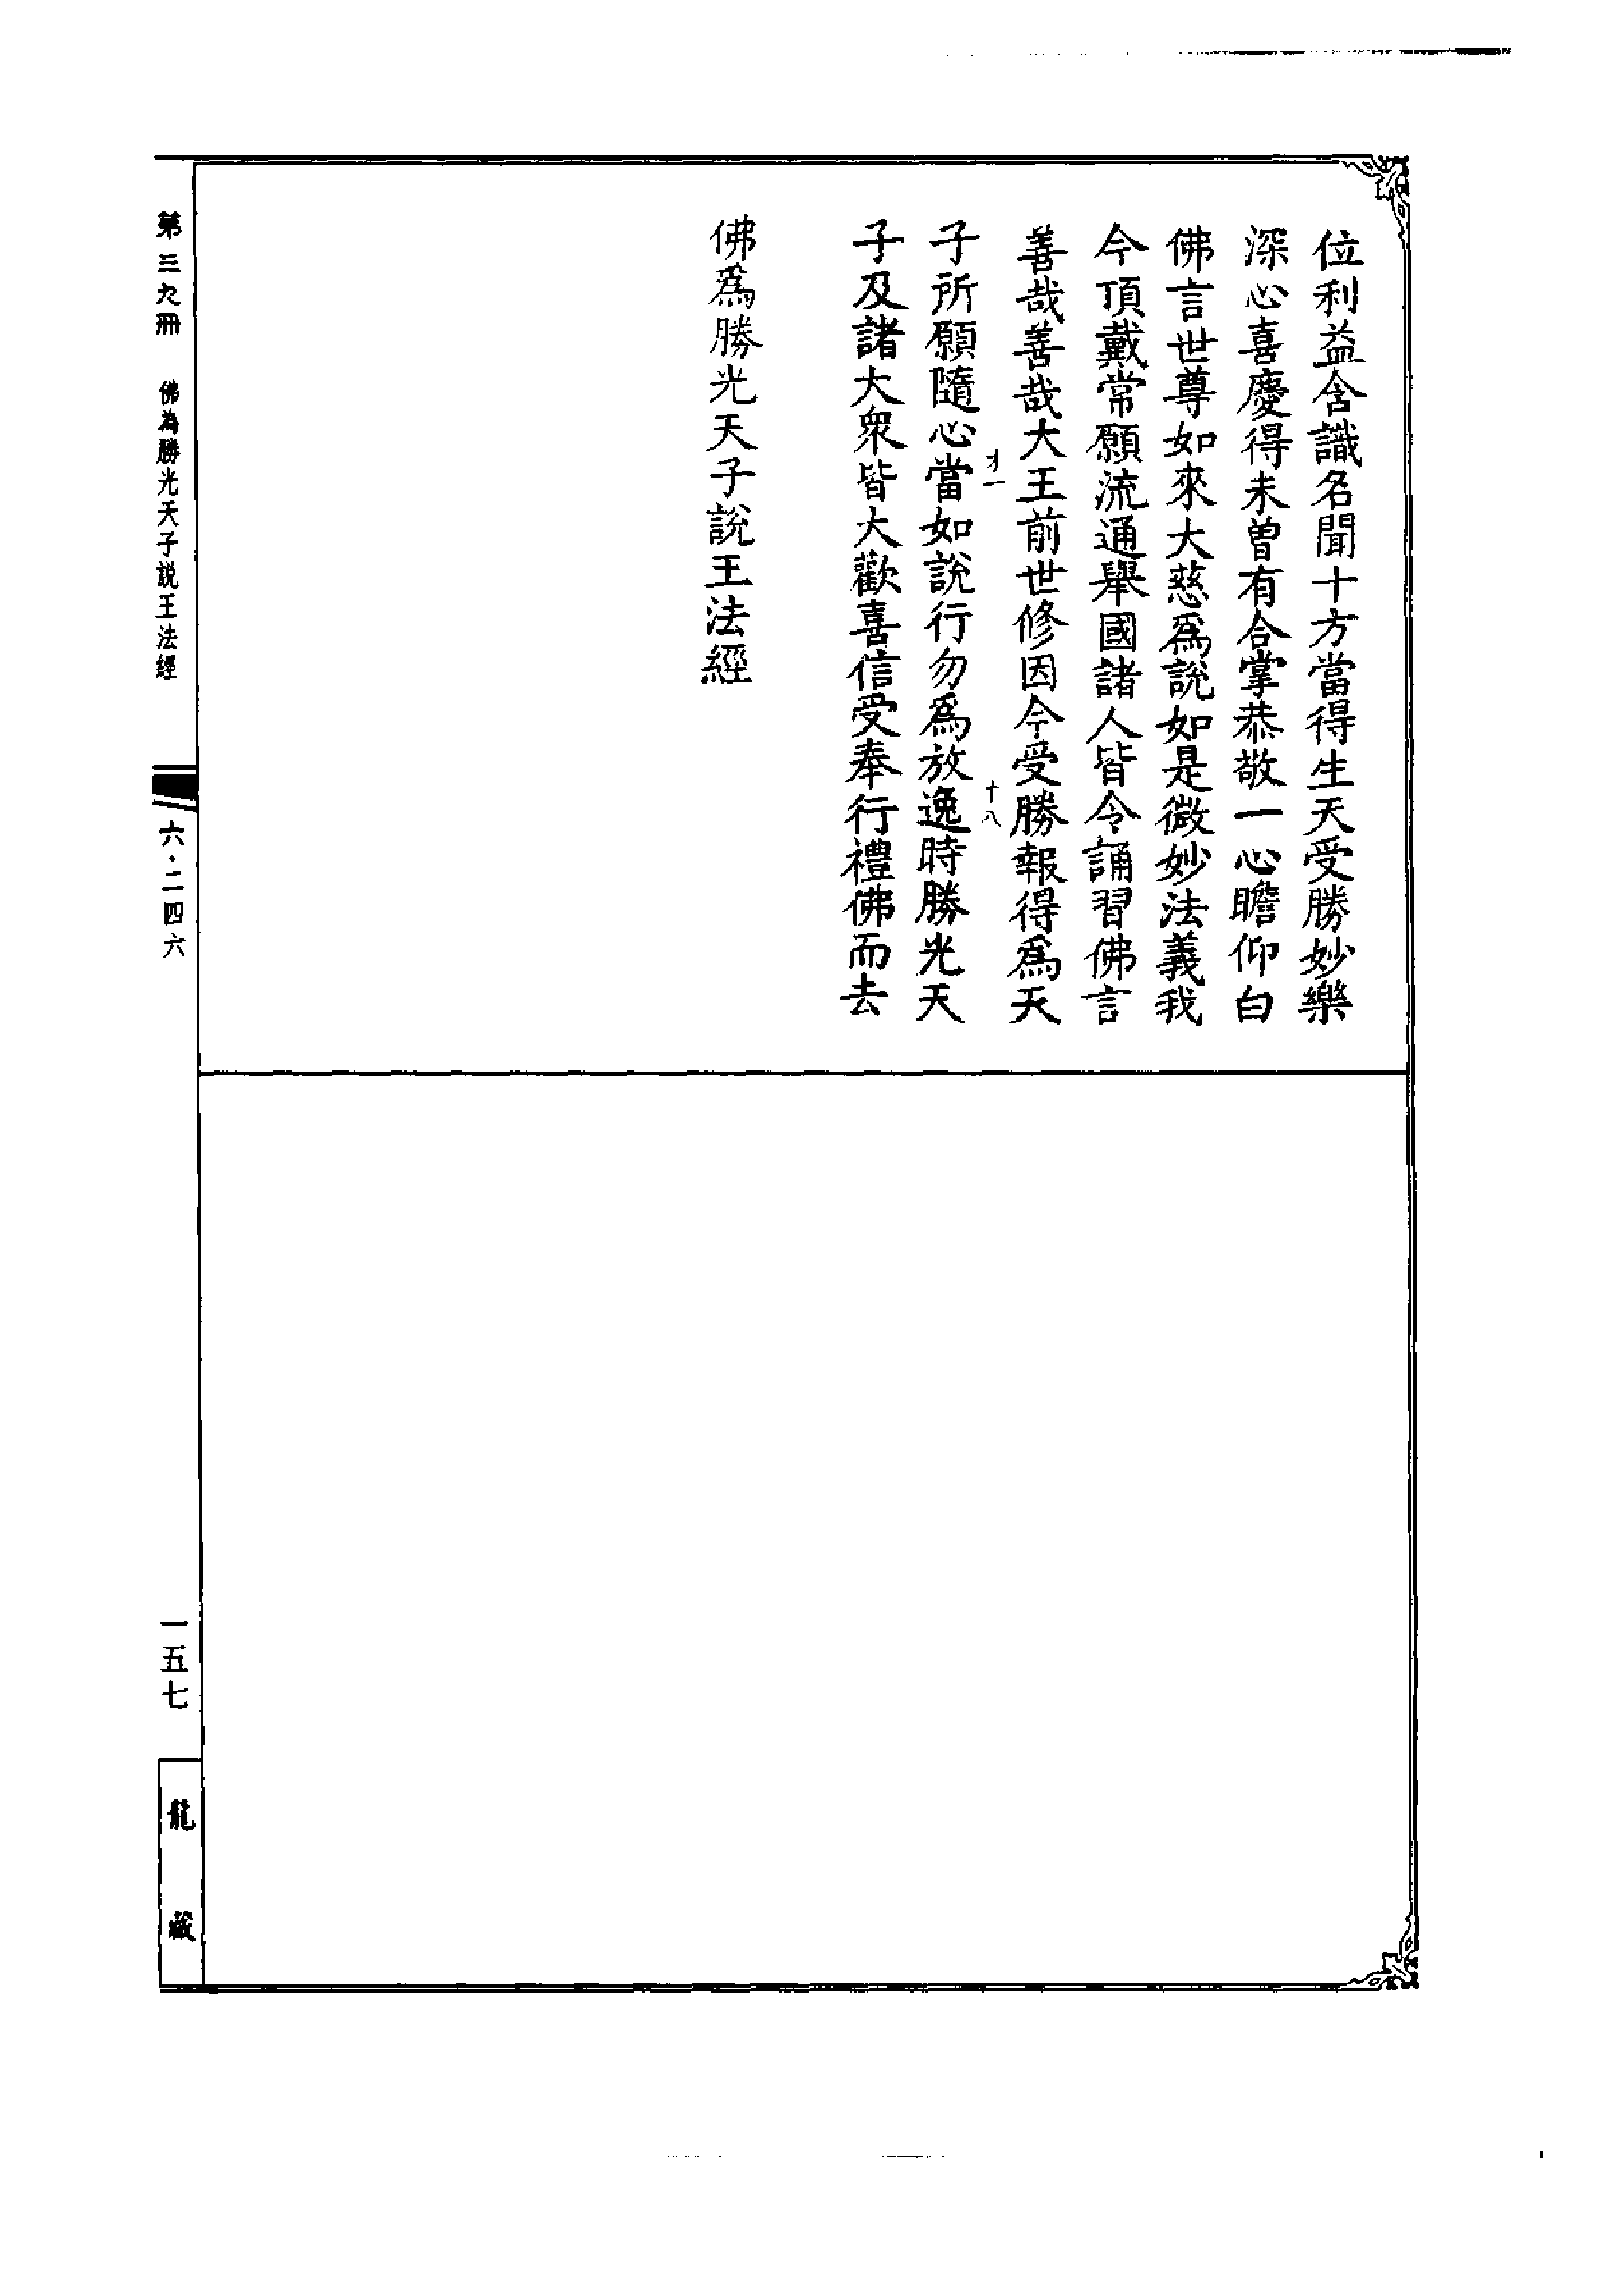 位利益含識名聞十方當得生天受勝妙樂
深心喜慶得未曾有合掌恭敬一心瞻仰白
佛言世尊如來大慈爲說如是微妙法義我
今頂戴常願流通舉國諸人皆令誦習佛言
善哉善哉大王前世修因今受勝報得爲天
才一
十八
子所願隨心當如說行勿爲放逸時勝光天
子及諸大衆皆大歡喜信受奉行禮佛而去
佛爲勝光天子說王法經
第三九冊 佛為勝光天子説王法經
六·二四六
一五七
龍藏